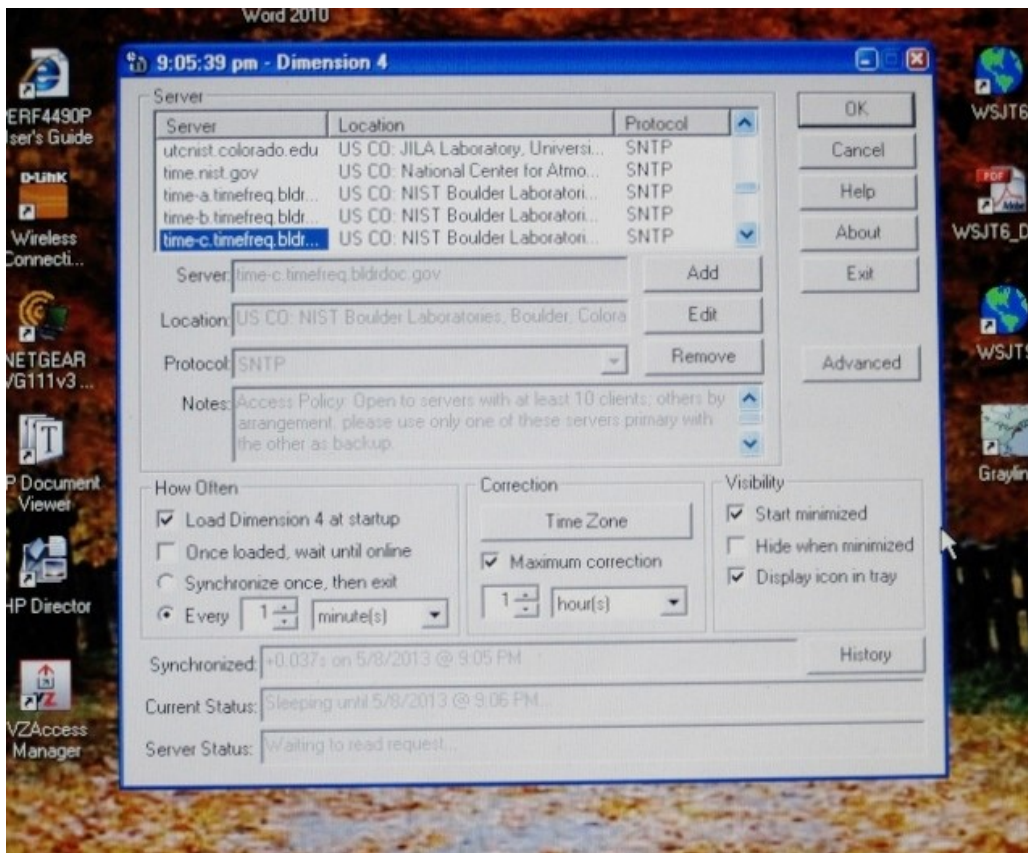 Word 2010
9:05:39 pm - Dimension 4
ERF4490P
ser's Guide
D-Link
Wireless
Connecti...
NETGEAR
VG111v3 ...
P Document
Viewer
HP Director
VZAccess
Manager
Server
Server Location Protocol
utcnist.colorado.edu US CO: JILA Laboratory, Universi... SNTP
time.nist.gov US CO: National Center for Atmo... SNTP
time-a.timefreq.bldr... US CO: NIST Boulder Laboratori... SNTP
time-b.timefreq.bldr... US CO: NIST Boulder Laboratori... SNTP
time-c.timefreq.bldr... US CO: NIST Boulder Laboratori... SNTP
Server: time-c.timefreq.bldrdoc.gov
Add
Location: US CO: NIST Boulder Laboratories, Boulder, Colora
Edit
Protocol: SNTP
Remove
Notes: Access Policy: Open to servers with at least 10 clients; others by
arrangement. please use only one of these servers primary with
the other as backup.
OK
Cancel
Help
About
Exit
Advanced
How Often
Load Dimension 4 at startup
Once loaded, wait until online
Synchronize once, then exit
Every 1 minute(s)
Correction
Time Zone
Maximum correction
1 hour(s)
Visibility
Start minimized
Hide when minimized
Display icon in tray
Synchronized: +0.037s on 5/8/2013 @ 9:05 PM
History
Current Status: Sleeping until 5/8/2013 @ 9:06 PM...
Server Status: Waiting to read request...
WSJT6
PDF
Adobe
WSJT6_D
WSJT9
Graylin